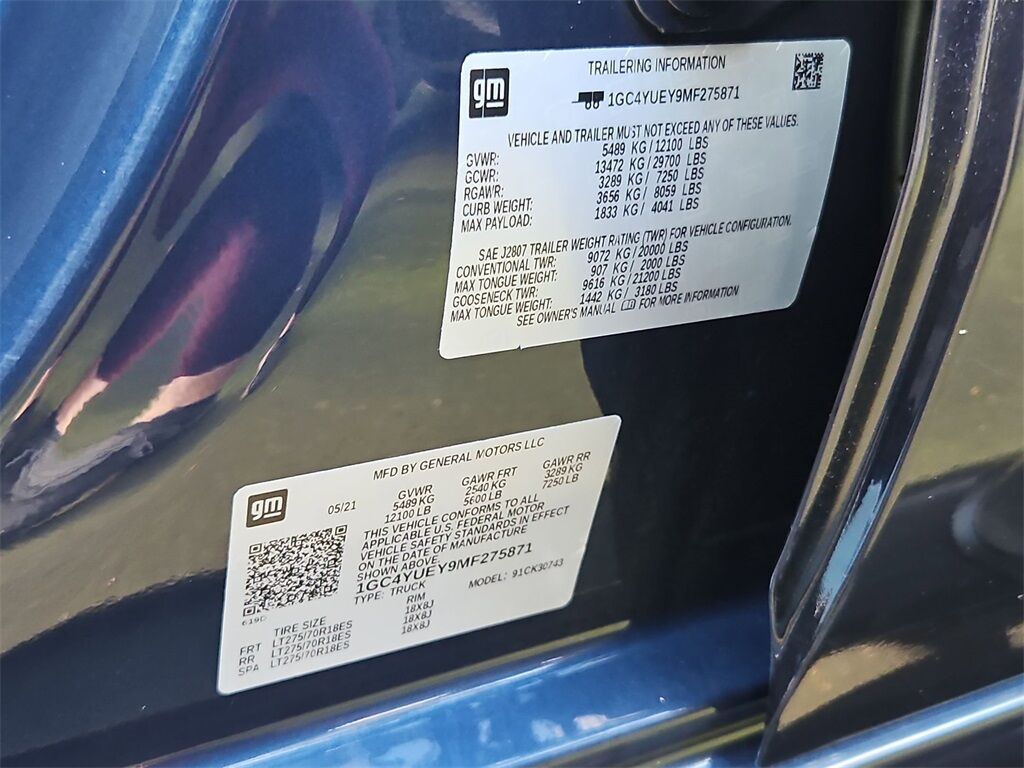 gm
TRAILERING INFORMATION
1GC4YUEY9MF275871
VEHICLE AND TRAILER MUST NOT EXCEED ANY OF THESE VALUES.
GVWR: 5489 KG/12100 LBS
GCWR: 13472 KG/29700 LBS
RGAWR: 3289 KG/ 7250 LBS
CURB WEIGHT: 3656 KG/ 8059 LBS
MAX PAYLOAD: 1833 KG/ 4041 LBS
SAE J2807 TRAILER WEIGHT RATING (TWR) FOR VEHICLE CONFIGURATION.
CONVENTIONAL TWR: 9072 KG/20000 LBS
MAX TONGUE WEIGHT: 907 KG/ 2000 LBS
GOOSENECK TWR: 9616 KG/21200 LBS
MAX TONGUE WEIGHT: 1442 KG/ 3180 LBS
SEE OWNER'S MANUAL FOR MORE INFORMATION
gm
MFD BY GENERAL MOTORS LLC
05/21
GVWR GAWR FRT GAWR RR
5489 KG 2540 KG 3289 KG
12100 LB 5600 LB 7250 LB
THIS VEHICLE CONFORMS TO ALL
APPLICABLE U.S. FEDERAL MOTOR
VEHICLE SAFETY STANDARDS IN EFFECT
ON THE DATE OF MANUFACTURE
SHOWN ABOVE.
1GC4YUEY9MF275871
TYPE: TRUCK MODEL: 91CK30743
619D
TIRE SIZE RIM
FRT LT275/70R18ES 18X8J
RR LT275/70R18ES 18X8J
SPA LT275/70R18ES 18X8J